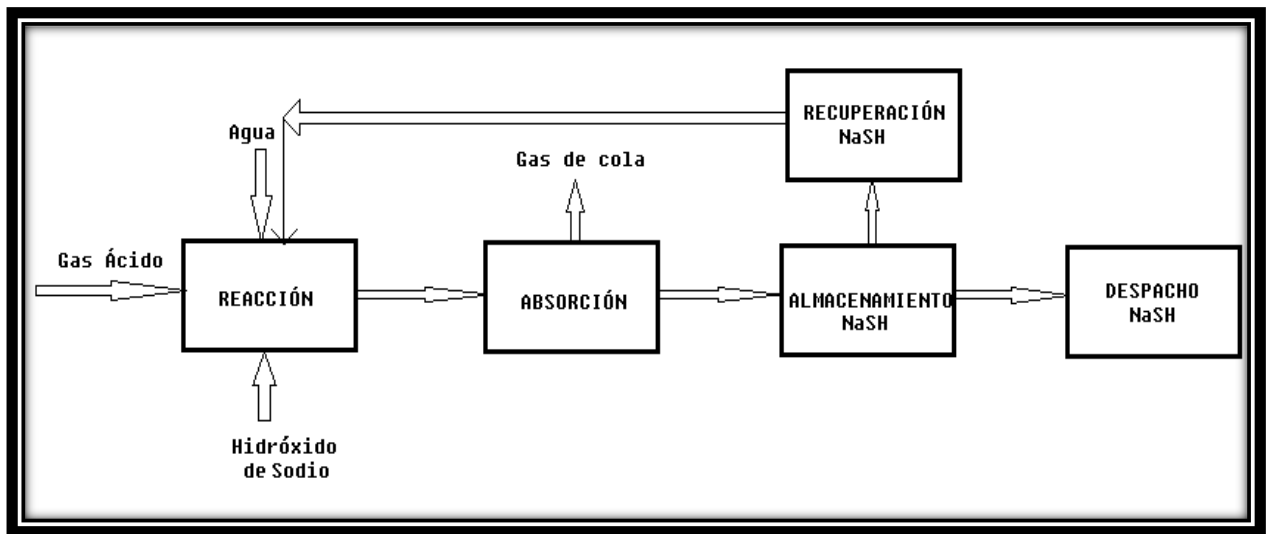 RECUPERACIÓN
NaSH
Agua
Gas de cola
Gas Ácido
REACCIÓN
ABSORCIÓN
ALMACENAMIENTO
NaSH
DESPACHO
NaSH
Hidróxido
de Sodio